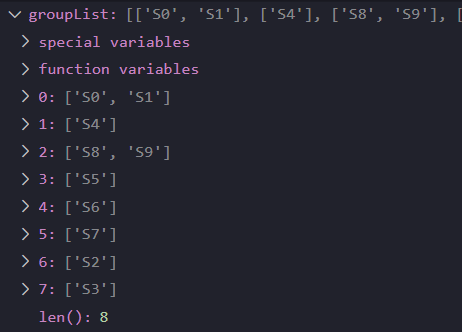 groupList: [['S0', 'S1'], ['S4'], ['S8', 'S9'], [
special variables
function variables
0: ['S0', 'S1']
1: ['S4']
2: ['S8', 'S9']
3: ['S5']
4: ['S6']
5: ['S7']
6: ['S2']
7: ['S3']
len(): 8